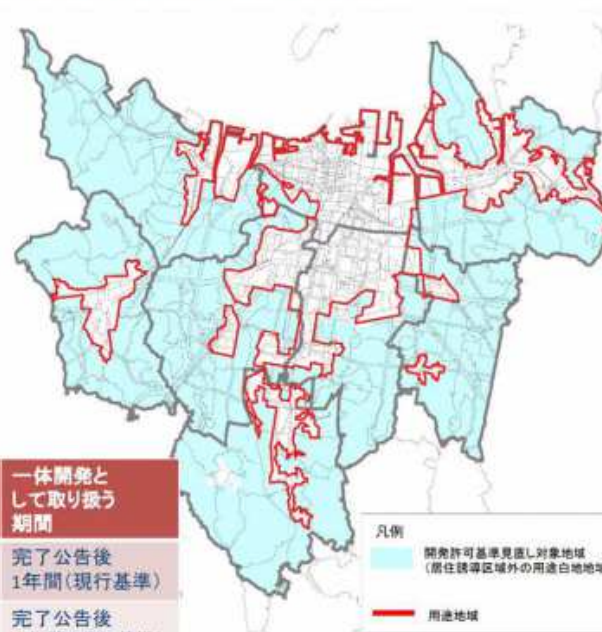 一体開発と
して取り扱う
期間
完了公告後
1年間(現行基準)
完了公告後
凡例
開発許可基準見直し対象地域
(居住誘導区域外の用途白地地域
用途地域